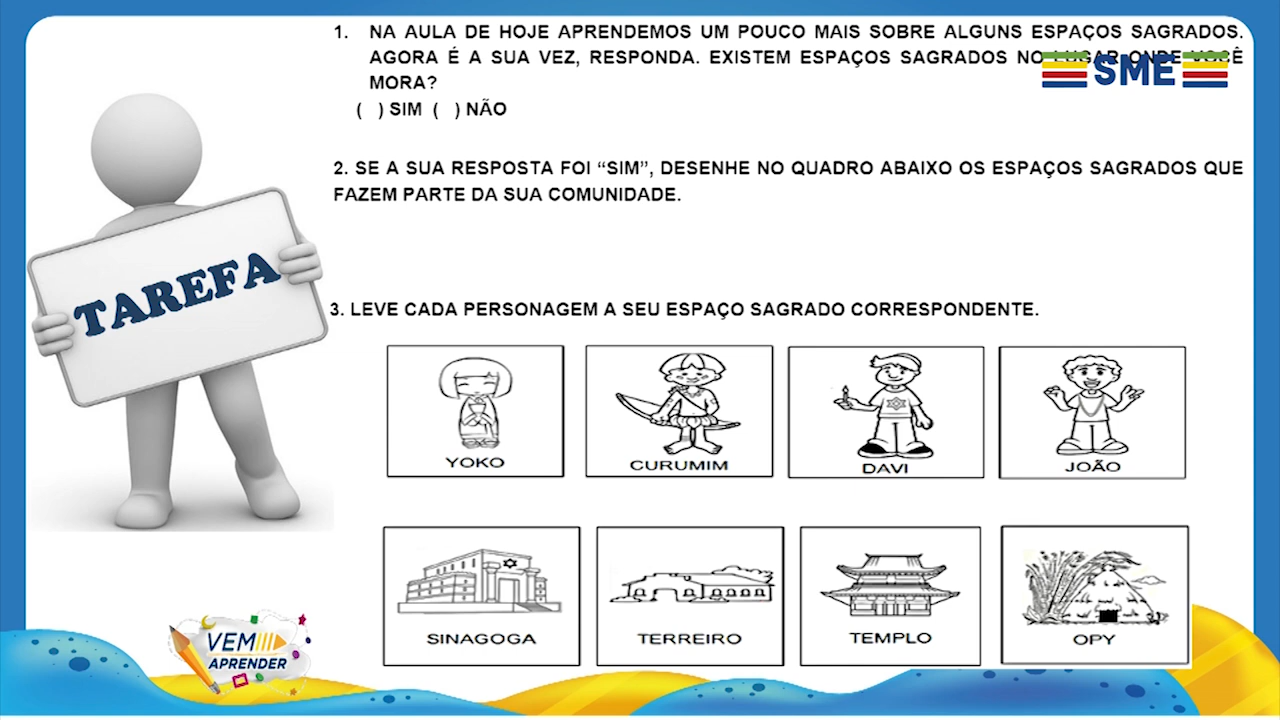 1. NA AULA DE HOJE APRENDEMOS UM POUCO MAIS SOBRE ALGUNS ESPAÇOS SAGRADOS.
AGORA É A SUA VEZ, RESPONDA. EXISTEM ESPAÇOS SAGRADOS NO LUGAR ONDE VOCÊ
MORA?
( ) SIM ( ) NÃO
SME
2. SE A SUA RESPOSTA FOI “SIM”, DESENHE NO QUADRO ABAIXO OS ESPAÇOS SAGRADOS QUE
FAZEM PARTE DA SUA COMUNIDADE.
TAREFA
3. LEVE CADA PERSONAGEM A SEU ESPAÇO SAGRADO CORRESPONDENTE.
YOKO
CURUMIM
DAVI
JOÃO
SINAGOGA
TERREIRO
TEMPLO
OPY
VEM
APRENDER